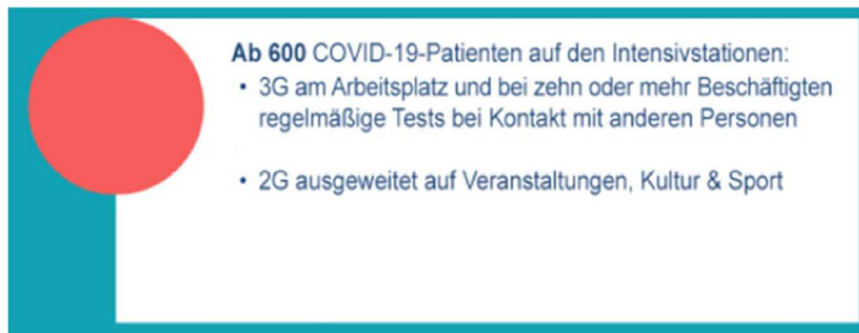 Ab 600 COVID-19-Patienten auf den Intensivstationen:
• 3G am Arbeitsplatz und bei zehn oder mehr Beschäftigten
regelmäßige Tests bei Kontakt mit anderen Personen
• 2G ausgeweitet auf Veranstaltungen, Kultur & Sport